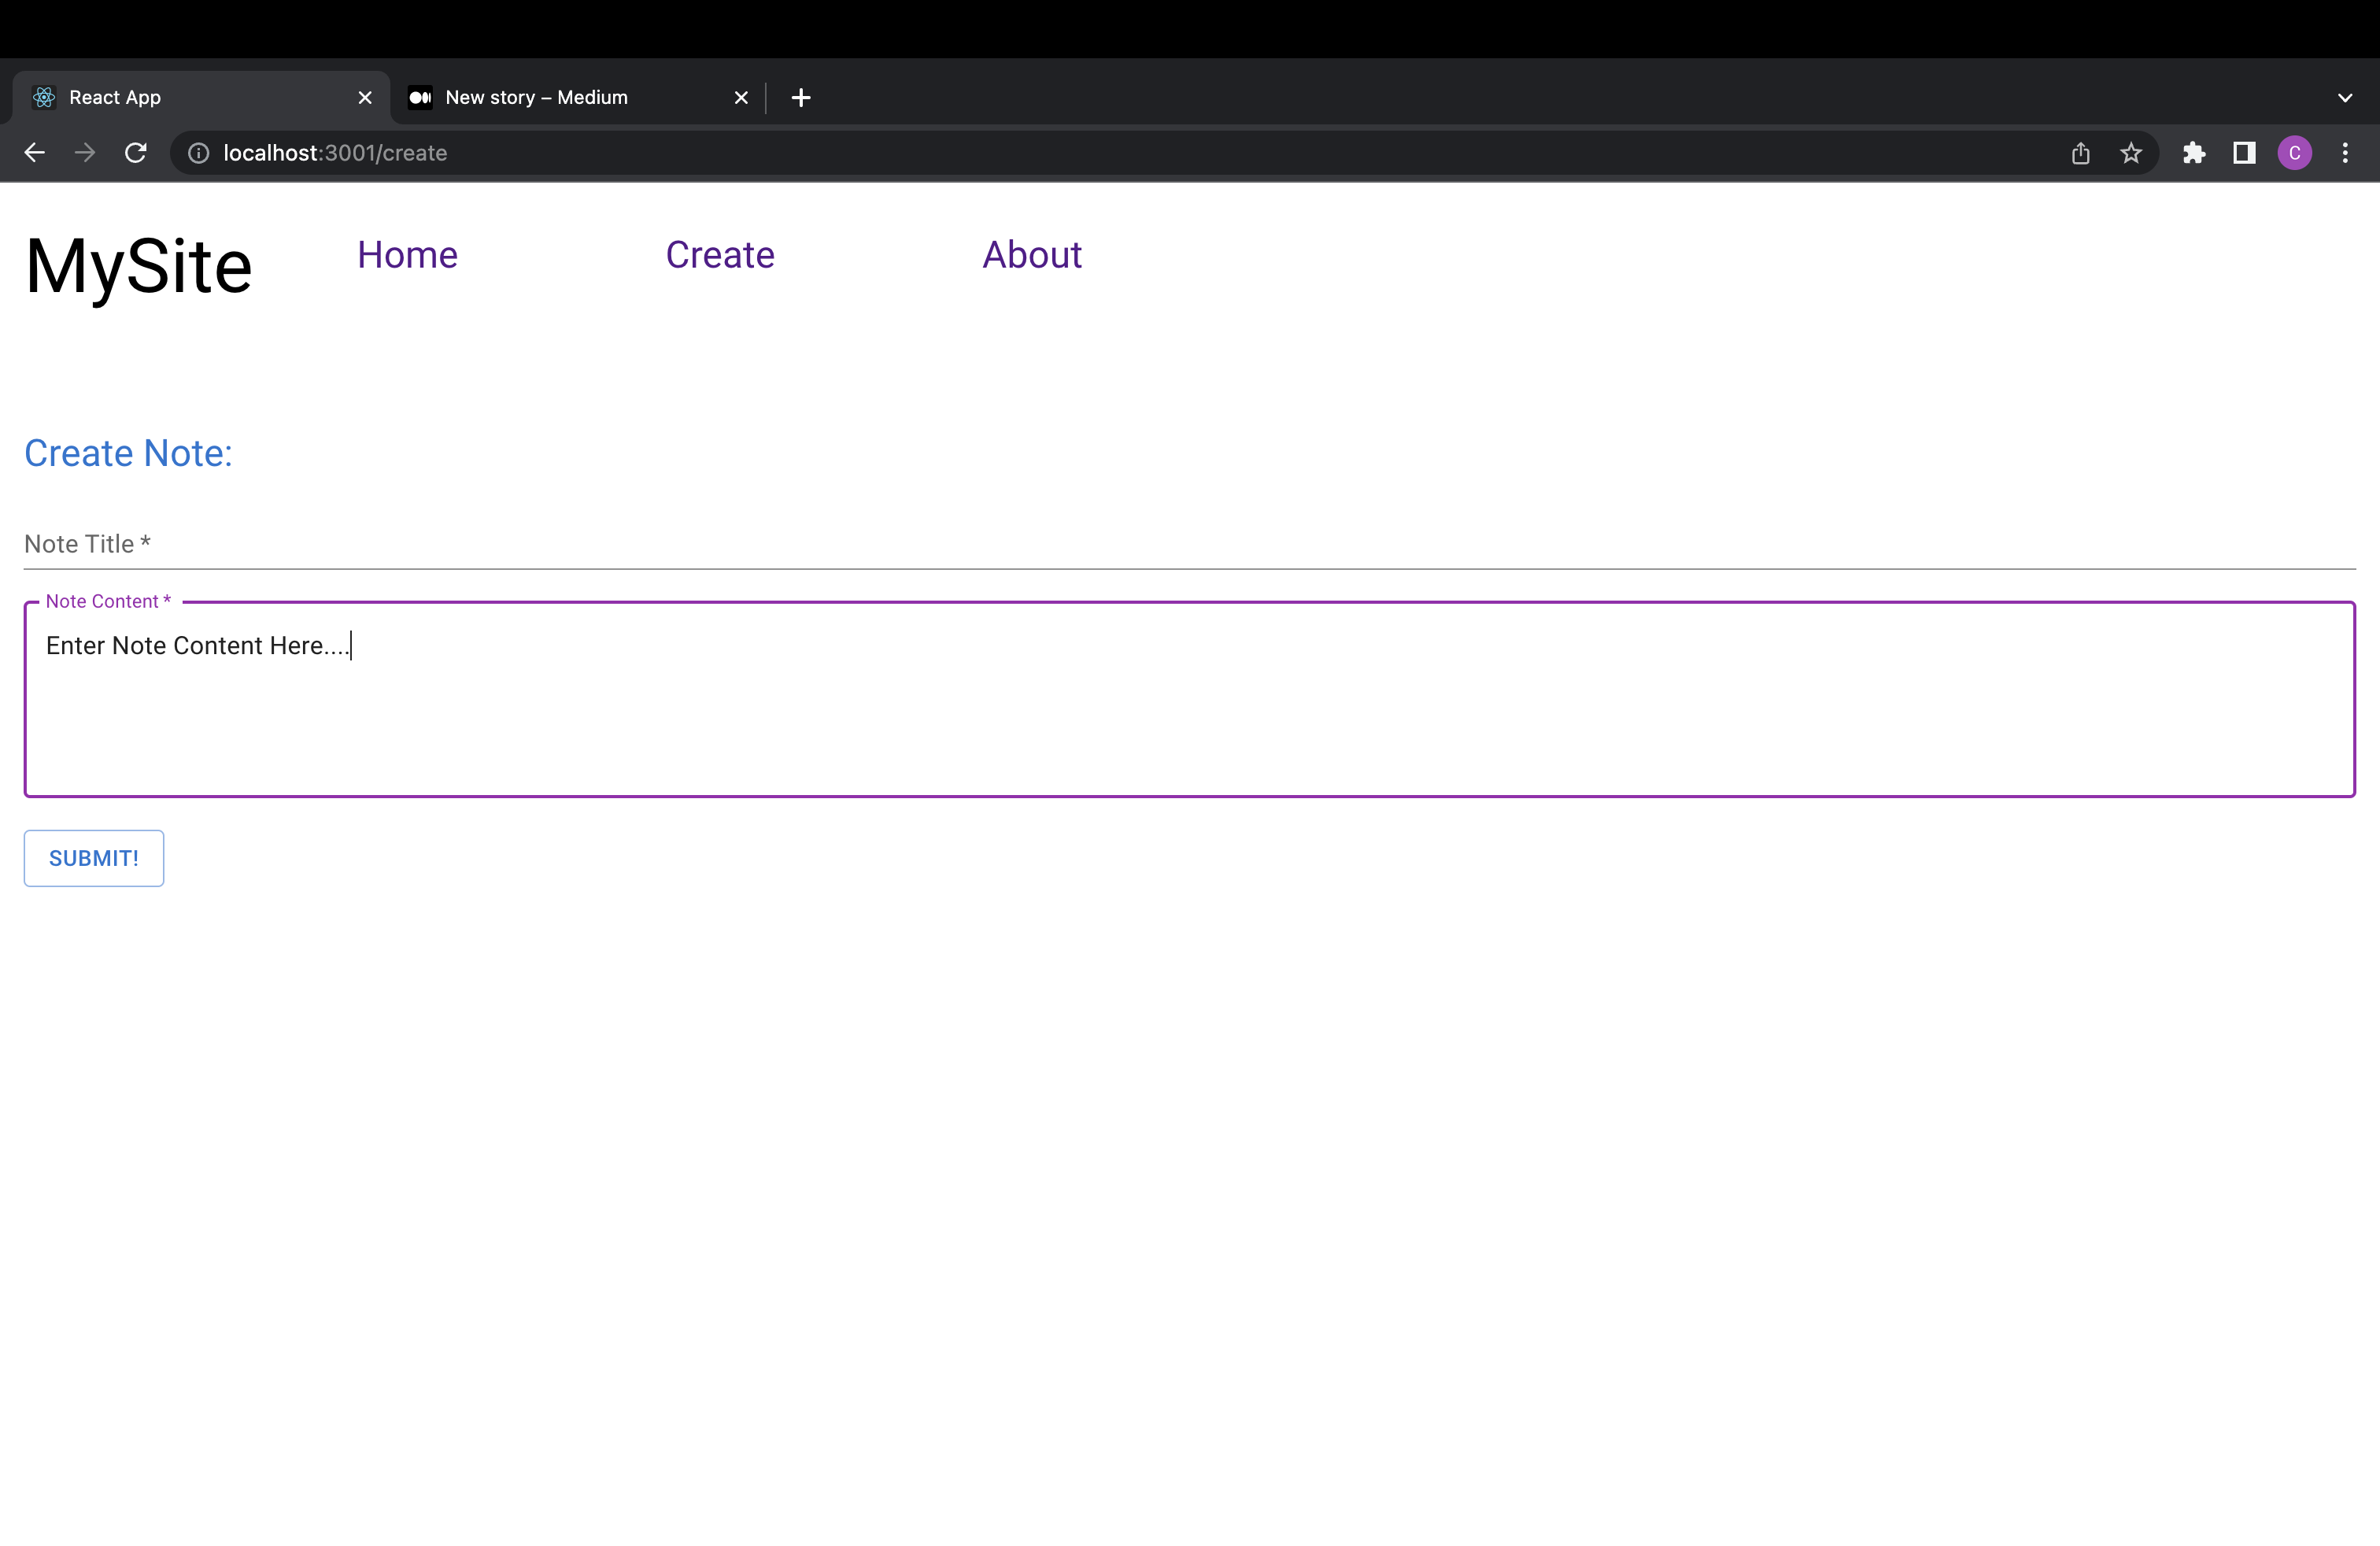 React App
New story – Medium
localhost:3001/create
C
MySite
Home
Create
About
Create Note:
Note Title *
Note Content *
Enter Note Content Here....
SUBMIT!